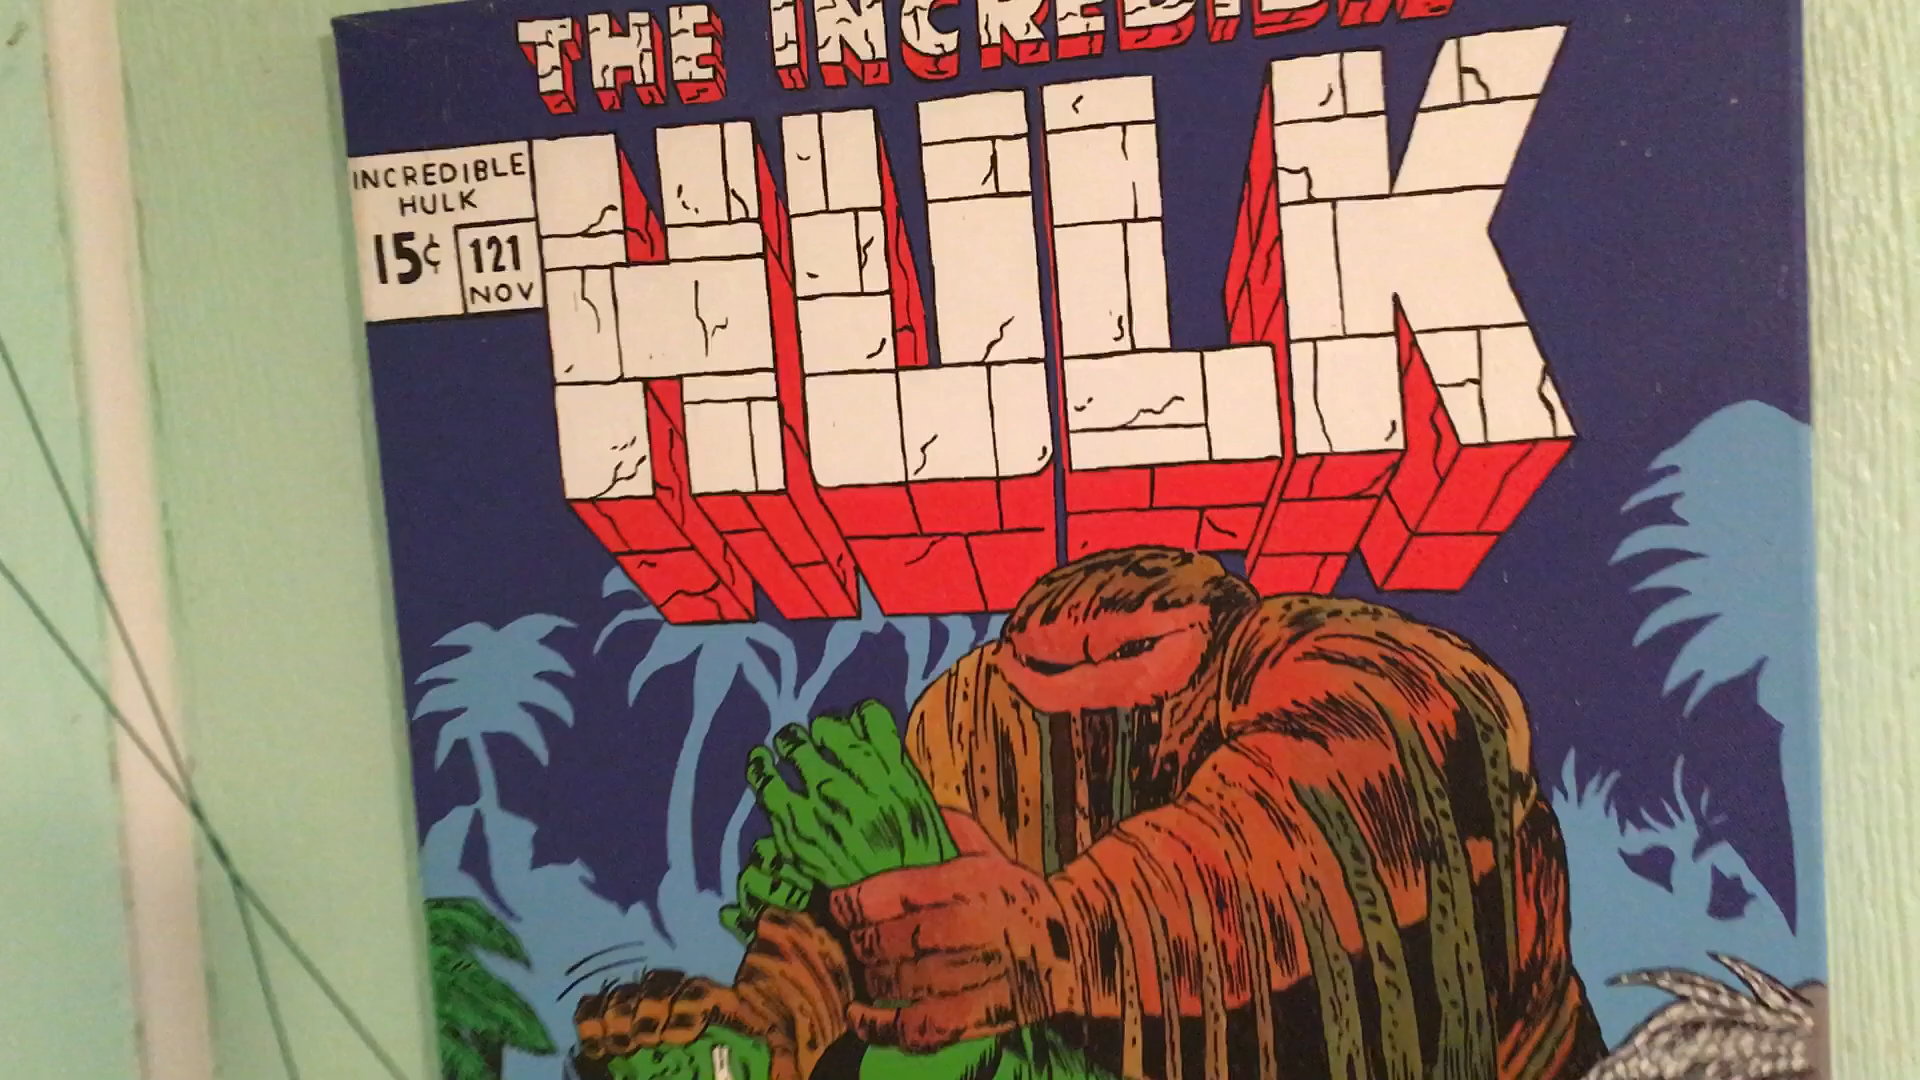 THE INCREDIBLE
HULK
INCREDIBLE
HULK
15¢
121
NOV